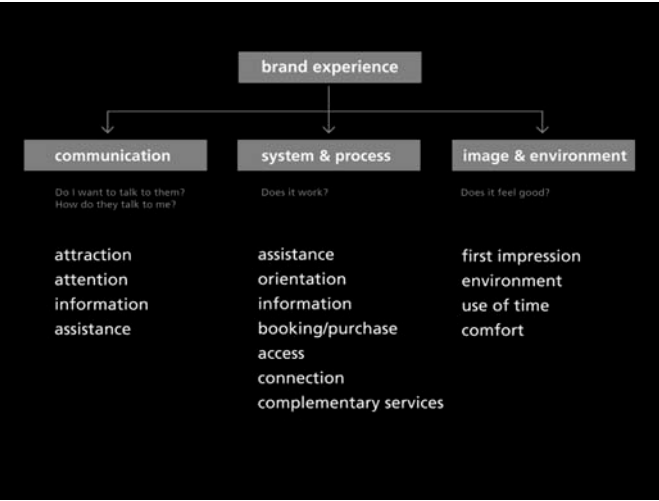 brand experience
communication
system & process
image & environment
Do I want to talk to them?
How do they talk to me?
Does it work?
Does it feel good?
attraction
attention
information
assistance
assistance
orientation
information
booking/purchase
access
connection
complementary services
first impression
environment
use of time
comfort